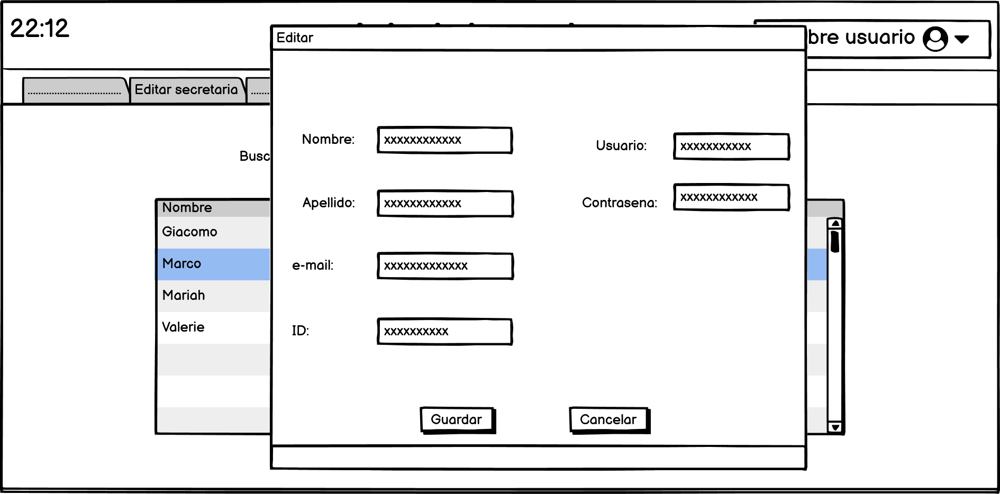 22:12
Editar
bre usuario
.................................. Editar secretaria .......
Nombre: xxxxxxxxxxxx
Usuario: xxxxxxxxxxx
Busc
Apellido: xxxxxxxxxxxx
Contrasena: xxxxxxxxxxxx
Nombre
Giacomo
Marco
Mariah
Valerie
e-mail: xxxxxxxxxxxxx
ID: xxxxxxxxxx
Guardar
Cancelar